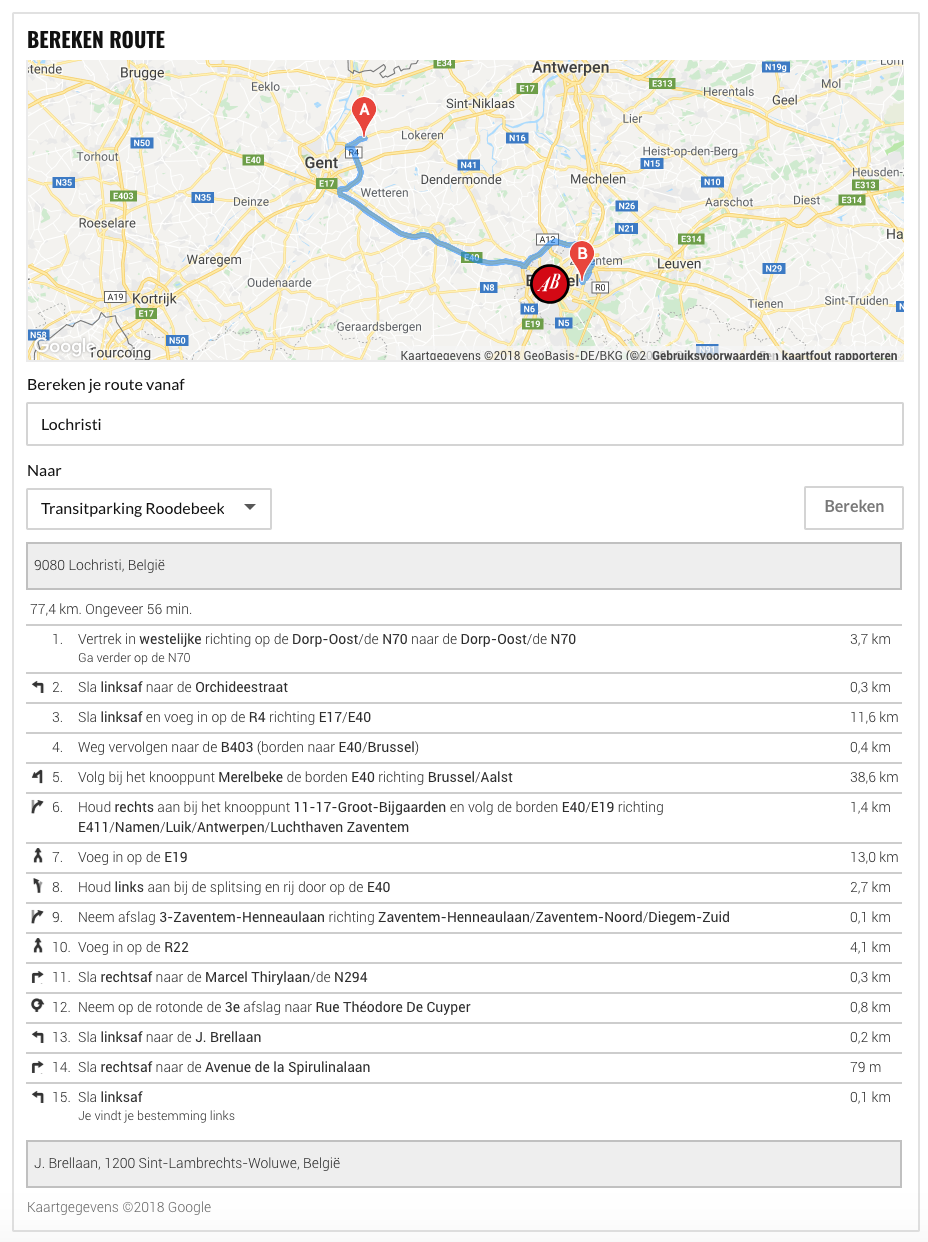 BEREKEN ROUTE
Brugge
Eeklo
E34
Antwerpen
N19g
E17
E313
Herentals
Mol
Geel
Sint-Niklaas
A
Lokeren
Lier
N50
N16
Torhout
E40
Gent
R4
N41
Heist-op-den-Berg
N15
Heusden-
N35
E17
Dendermonde
Mechelen
N10
E313
E403
N35
Deinze
Wetteren
Aarschot
Diest
E314
Roeselare
N26
N21
Waregem
A12
E314
B
Leuven
E40
N29
Oudenaarde
N8
AB
R0
A19
Kortrijk
E17
N6
Tienen
Sint-Truiden
N58
N50
Geraardsbergen
E19
N5
Google
Tourcoing
Kaartgegevens ©2018 GeoBasis-DE/BKG (©2 Gebruiksvoorwaarden kaartfout rapporteren
Bereken je route vanaf
Lochristi
Naar
Transitparking Roodebeek
Bereken
9080 Lochristi, België
77,4 km. Ongeveer 56 min.
1. Vertrek in westelijke richting op de Dorp-Oost/de N70 naar de Dorp-Oost/de N70 3,7 km
Ga verder op de N70
2. Sla linksaf naar de Orchideestraat 0,3 km
3. Sla linksaf en voeg in op de R4 richting E17/E40 11,6 km
4. Weg vervolgen naar de B403 (borden naar E40/Brussel) 0,4 km
5. Volg bij het knooppunt Merelbeke de borden E40 richting Brussel/Aalst 38,6 km
6. Houd rechts aan bij het knooppunt 11-17-Groot-Bijgaarden en volg de borden E40/E19 richting 1,4 km
E411/Namen/Luik/Antwerpen/Luchthaven Zaventem
7. Voeg in op de E19 13,0 km
8. Houd links aan bij de splitsing en rij door op de E40 2,7 km
9. Neem afslag 3-Zaventem-Henneaulaan richting Zaventem-Henneaulaan/Zaventem-Noord/Diegem-Zuid 0,1 km
10. Voeg in op de R22 4,1 km
11. Sla rechtsaf naar de Marcel Thirylaan/de N294 0,3 km
12. Neem op de rotonde de 3e afslag naar Rue Théodore De Cuyper 0,8 km
13. Sla linksaf naar de J. Brellaan 0,2 km
14. Sla rechtsaf naar de Avenue de la Spirulinalaan 79 m
15. Sla linksaf 0,1 km
Je vindt je bestemming links
J. Brellaan, 1200 Sint-Lambrechts-Woluwe, België
Kaartgegevens ©2018 Google